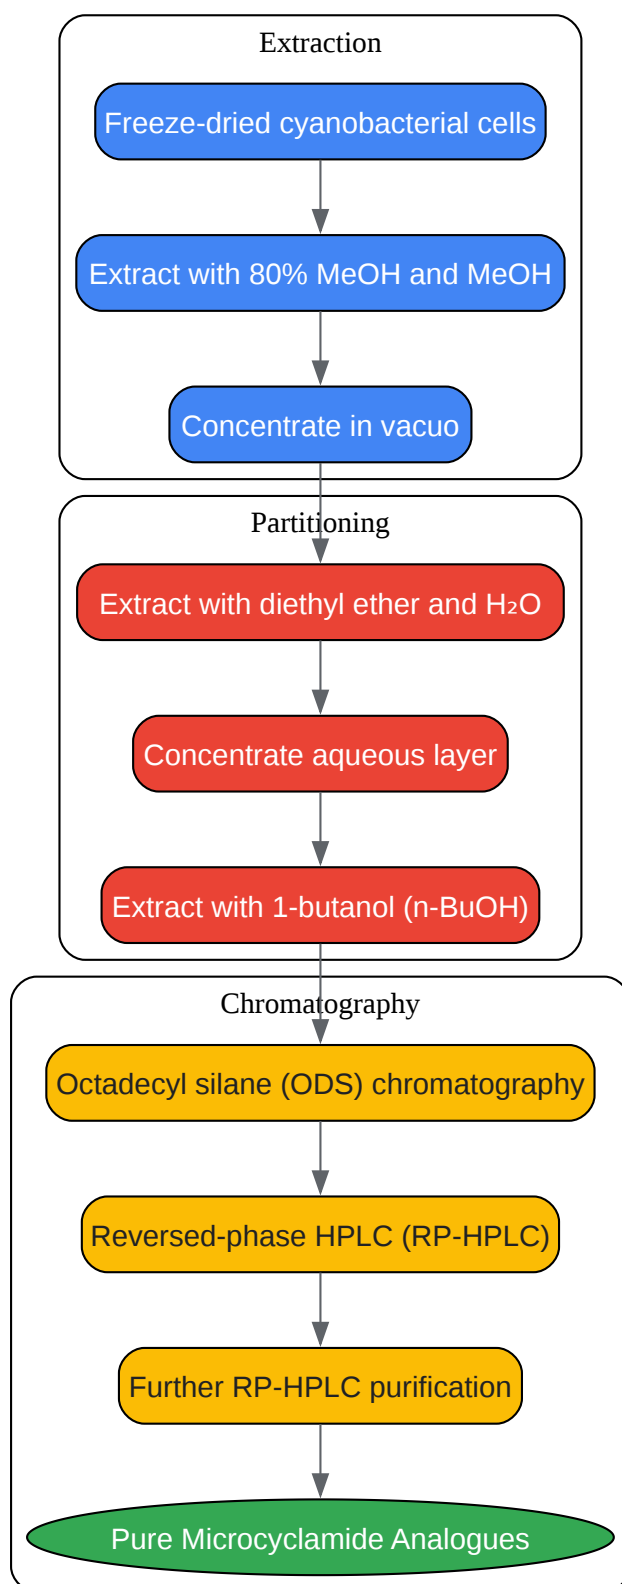 Extraction
Freeze-dried cyanobacterial cells
Extract with 80% MeOH and MeOH
Concentrate in vacuo
Partitioning
Extract with diethyl ether and H₂O
Concentrate aqueous layer
Extract with 1-butanol (n-BuOH)
Chromatography
Octadecyl silane (ODS) chromatography
Reversed-phase HPLC (RP-HPLC)
Further RP-HPLC purification
Pure Microcyclamide Analogues